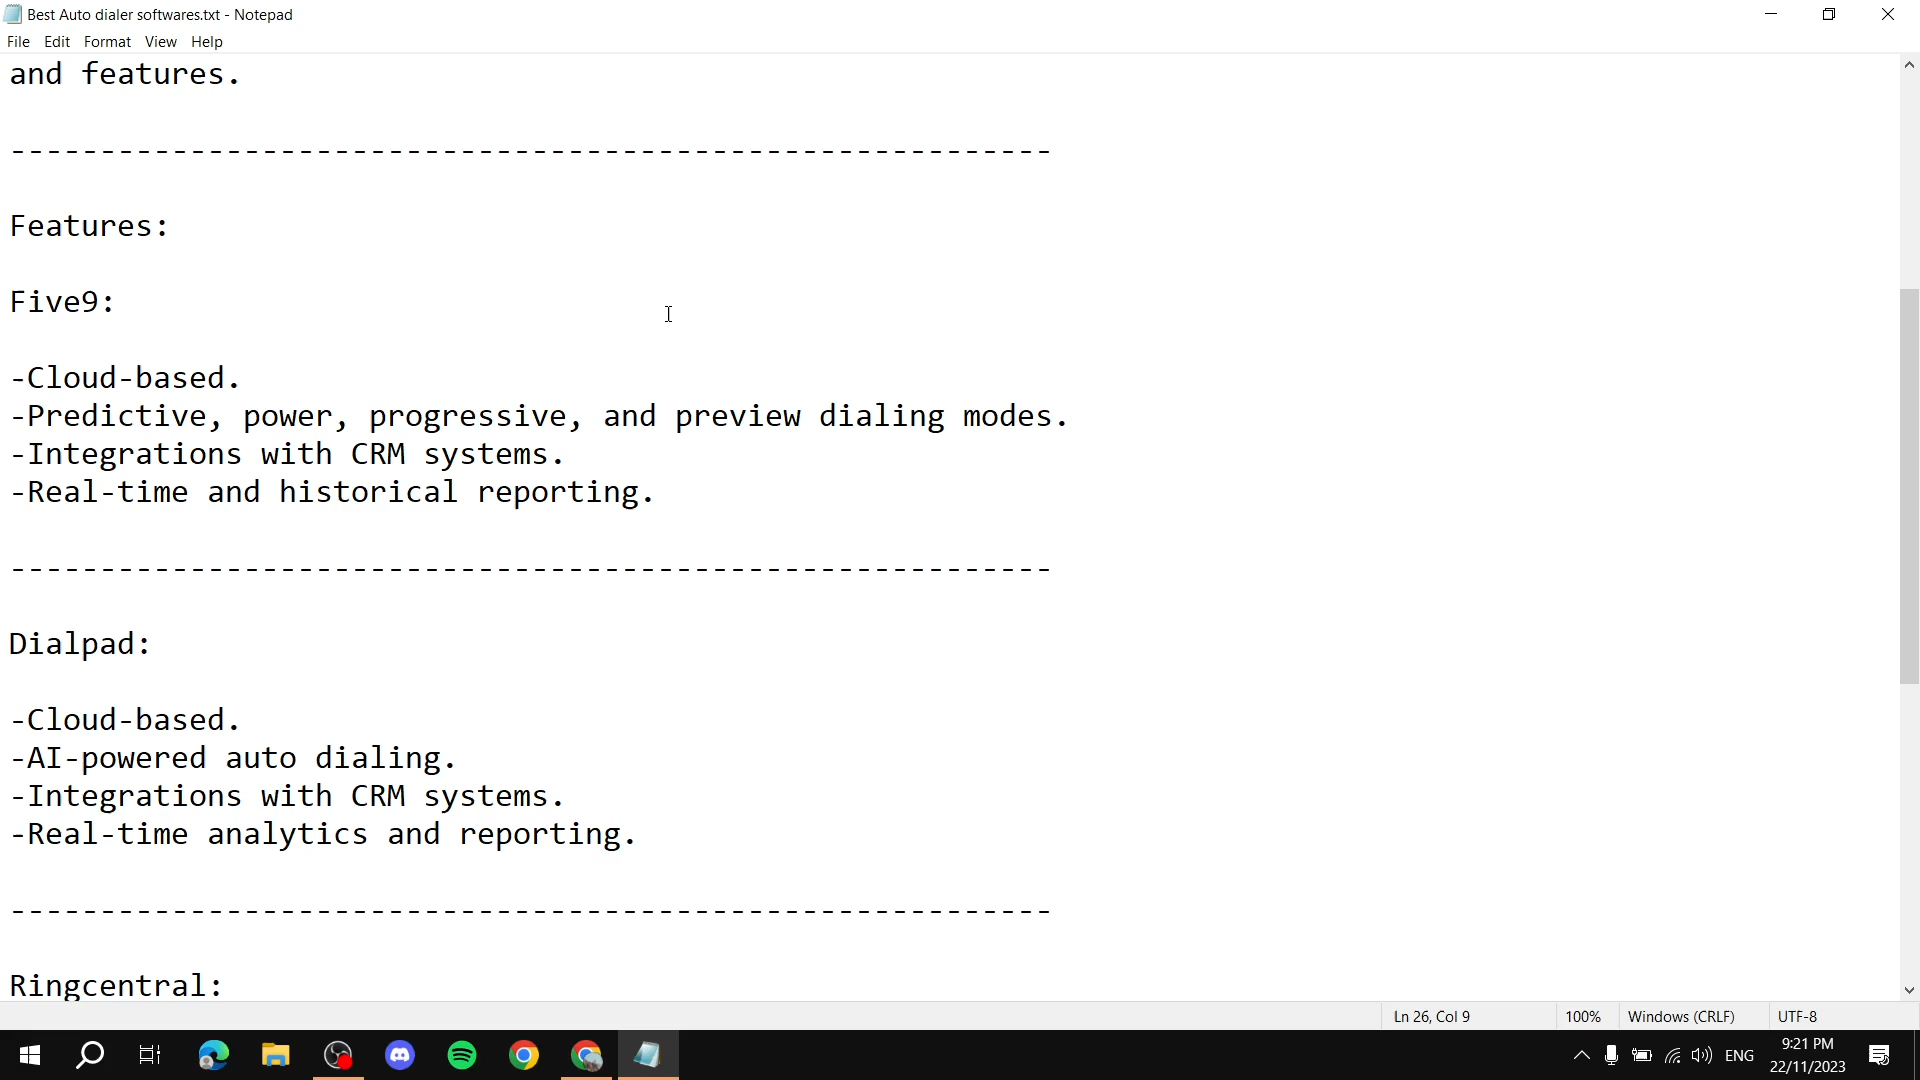 Best Auto dialer softwares.txt - Notepad
File Edit Format View Help
and features.
----------------------------------------------------------
Features:
Five9:
-Cloud-based.
-Predictive, power, progressive, and preview dialing modes.
-Integrations with CRM systems.
-Real-time and historical reporting.
----------------------------------------------------------
Dialpad:
-Cloud-based.
-AI-powered auto dialing.
-Integrations with CRM systems.
-Real-time analytics and reporting.
----------------------------------------------------------
Ringcentral:
Ln 26, Col 9 100% Windows (CRLF) UTF-8
ENG
9:21 PM
22/11/2023